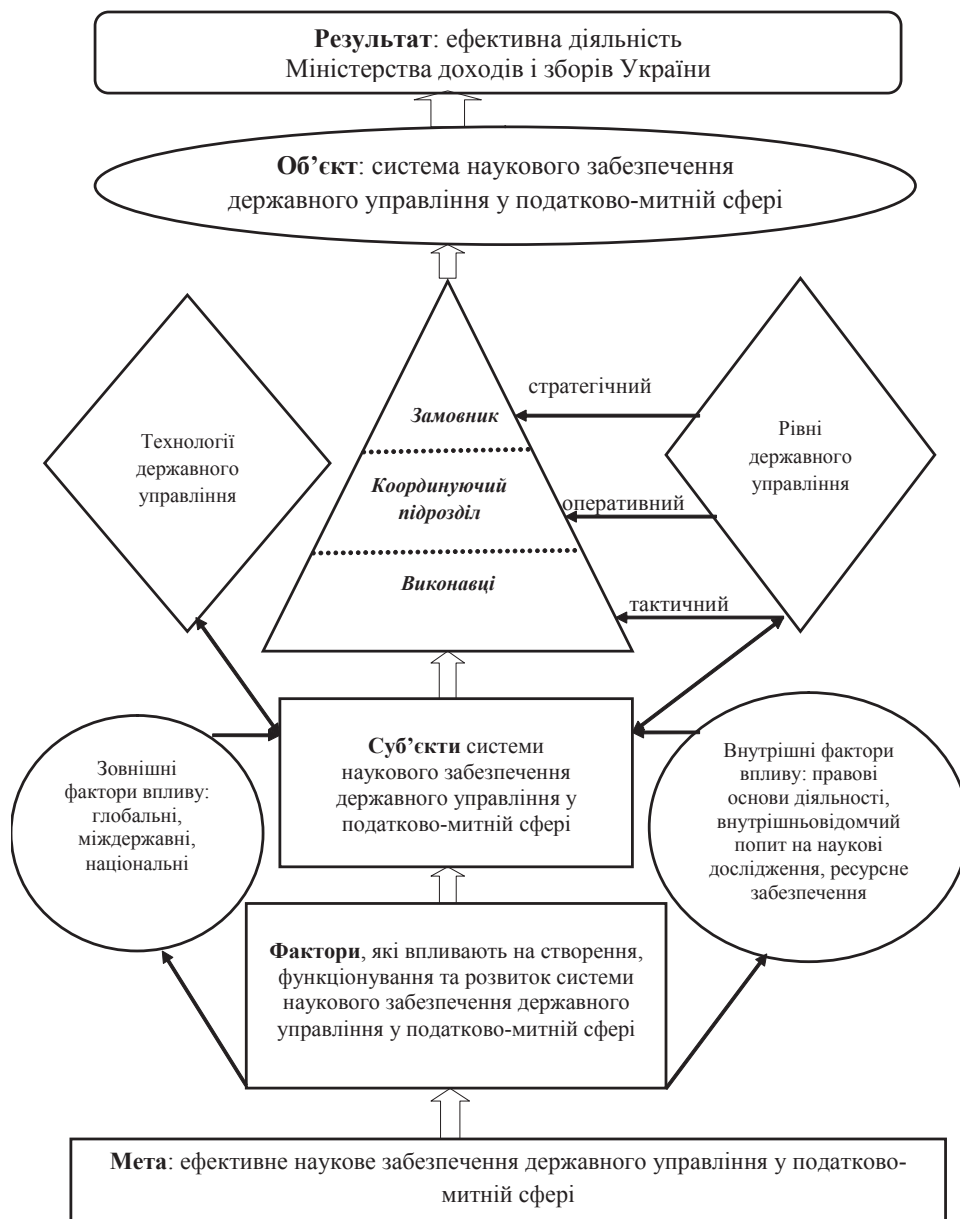 Результат: ефективна діяльність
Міністерства доходів і зборів України
Об’єкт: система наукового забезпечення
державного управління у податково-митній сфері
стратегічний
Замовник
Технології
державного
управління
Рівні
державного
управління
Координуючий
підрозділ
оперативний
Виконавці
тактичний
Зовнішні
фактори впливу:
глобальні,
міждержавні,
національні
Суб’єкти системи
наукового забезпечення
державного управління у
податково-митній сфері
Внутрішні фактори
впливу: правові
основи діяльності,
внутрішньовідомчий
попит на наукові
дослідження, ресурсне
забезпечення
Фактори, які впливають на створення,
функціонування та розвиток системи
наукового забезпечення державного
управління у податково-митній сфері
Мета: ефективне наукове забезпечення державного управління у податково-
митній сфері